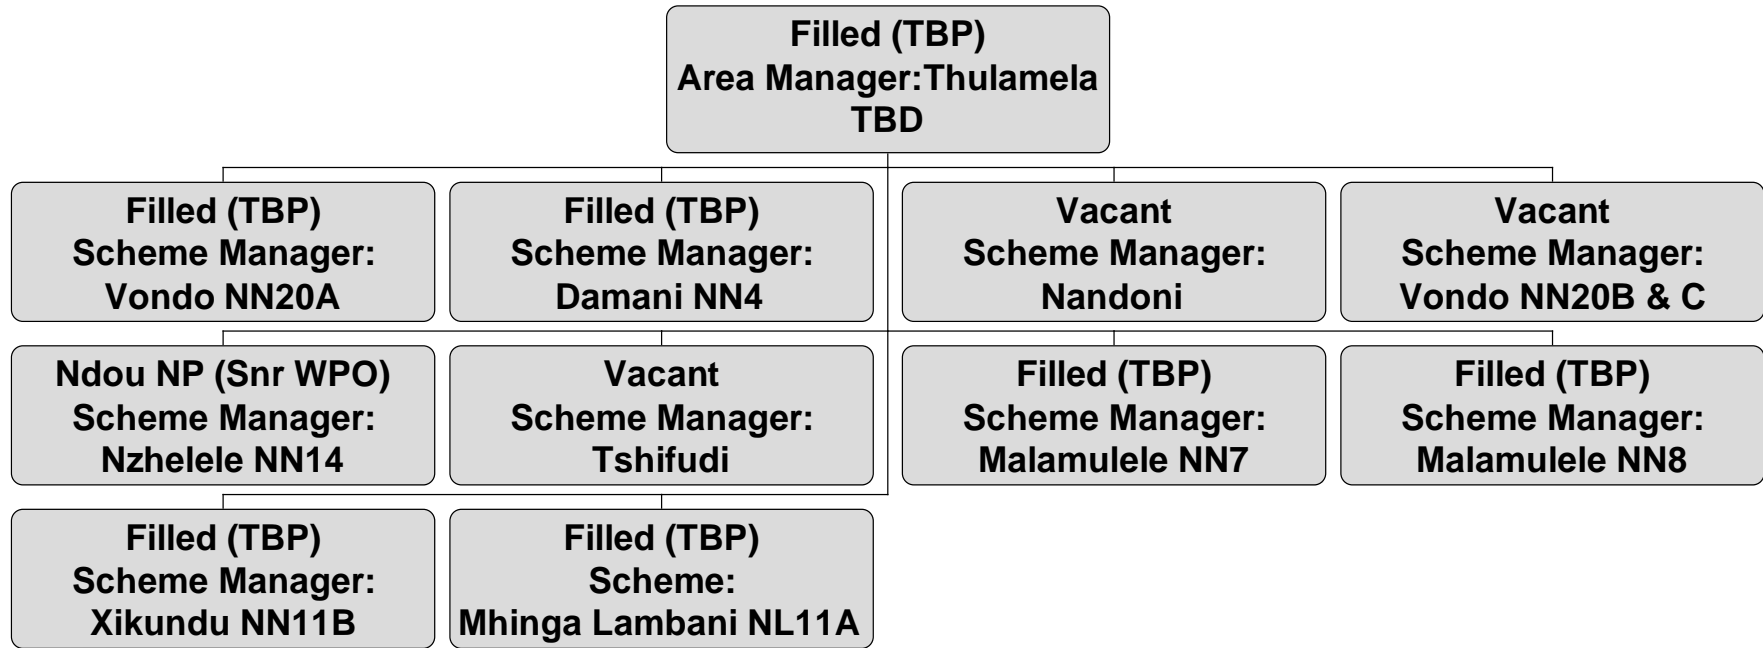 Filled (TBP)
Area Manager:Thulamela
TBD
Filled (TBP)
Scheme Manager:
Vondo NN20A
Filled (TBP)
Scheme Manager:
Damani NN4
Vacant
Scheme Manager:
Nandoni
Vacant
Scheme Manager:
Vondo NN20B & C
Ndou NP (Snr WPO)
Scheme Manager:
Nzhelele NN14
Vacant
Scheme Manager:
Tshifudi
Filled (TBP)
Scheme Manager:
Malamulele NN7
Filled (TBP)
Scheme Manager:
Malamulele NN8
Filled (TBP)
Scheme Manager:
Xikundu NN11B
Filled (TBP)
Scheme:
Mhinga Lambani NL11A